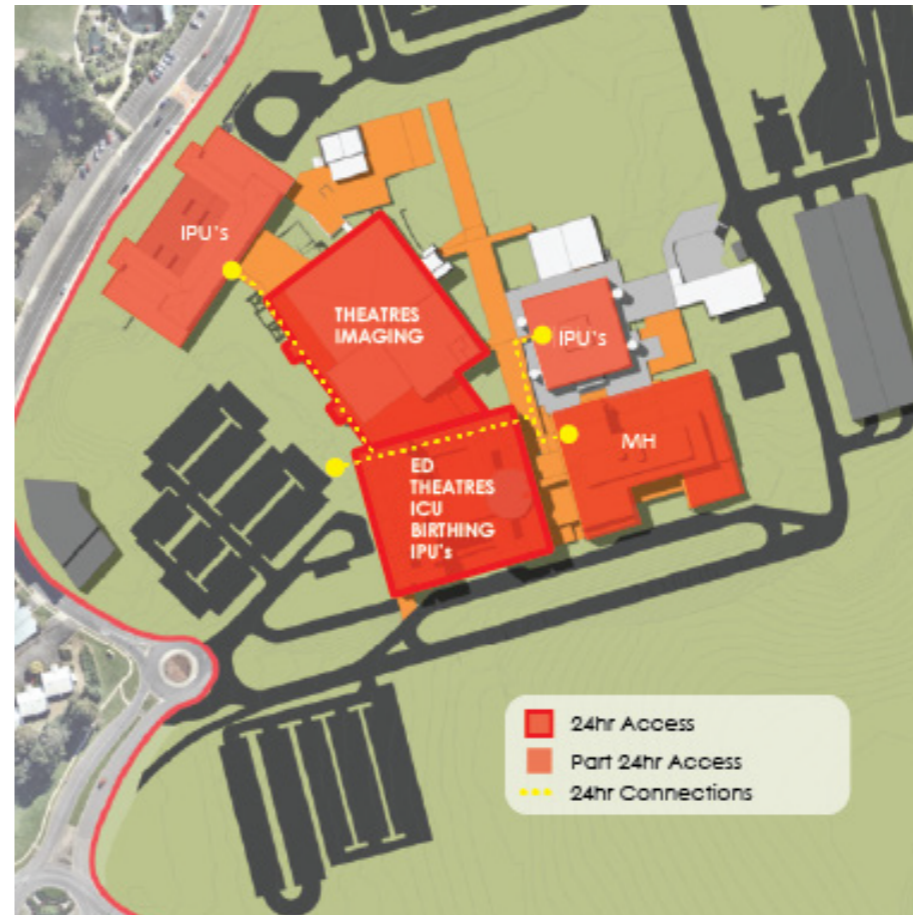 IPU's
THEATRES
IMAGING
IPU's
MH
ED
THEATRES
ICU
BIRTHING
IPU's
24hr Access
Part 24hr Access
24hr Connections